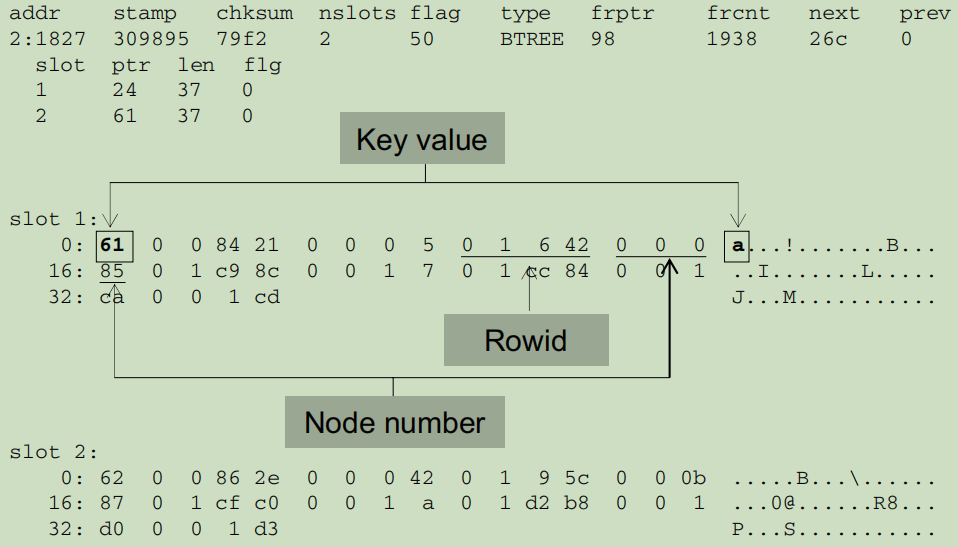 addr stamp chksum nslots flag type frptr frcnt next prev
2:1827 309895 79f2 2 50 BTREE 98 1938 26c 0
slot ptr len flg
1 24 37 0
2 61 37 0
Key value
slot 1:
0: 61 0 0 84 21 0 0 0 5 0 1 6 42 0 0 0 a...!.......B...
16: 85 0 1 c9 8c 0 0 1 7 0 1 cc 84 0 0 1 ..I.......L.....
32: ca 0 0 1 cd J...M...........
Rowid
Node number
slot 2:
0: 62 0 0 86 2e 0 0 0 42 0 1 9 5c 0 0 0b .....B...\......
16: 87 0 1 cf c0 0 0 1 a 0 1 d2 b8 0 0 1 ...0@.......R8...
32: d0 0 0 1 d3 P...S...........